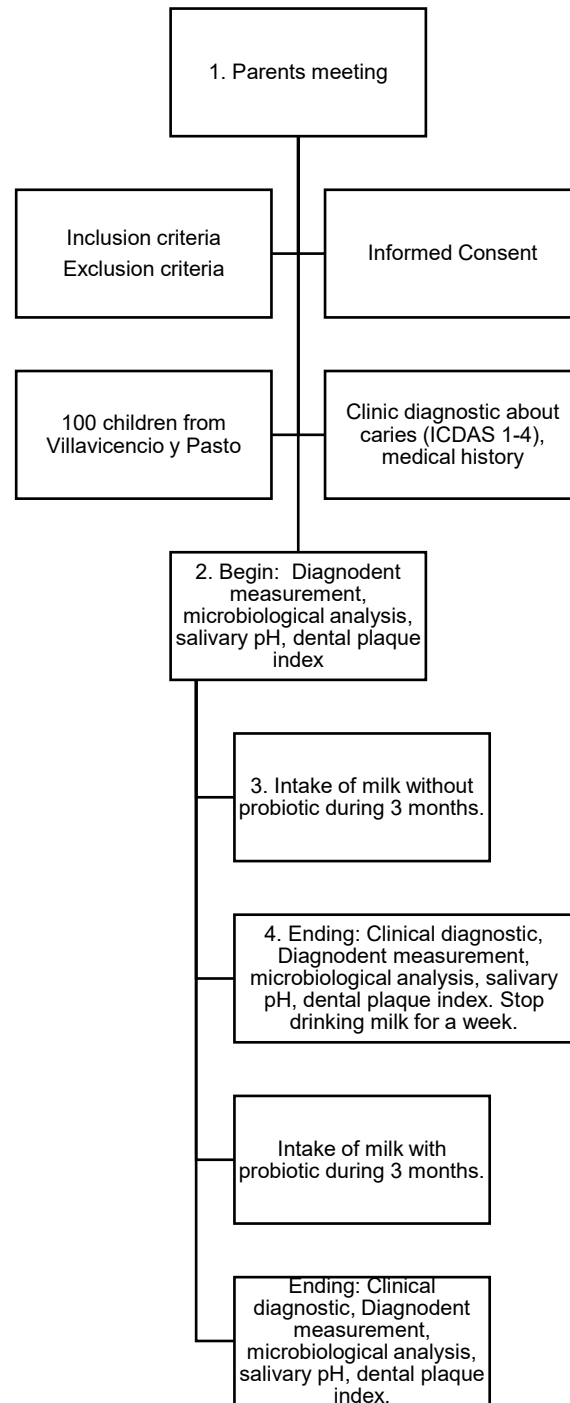 1. Parents meeting
Inclusion criteria
Exclusion criteria
Informed Consent
100 children from
Villavicencio y Pasto
Clinic diagnostic about
caries (ICDAS 1-4),
medical history
2. Begin: Diagnodent
measurement,
microbiological analysis,
salivary pH, dental plaque
index
3. Intake of milk without
probiotic during 3 months.
4. Ending: Clinical diagnostic,
Diagnodent measurement,
microbiological analysis, salivary
pH, dental plaque index. Stop
drinking milk for a week.
Intake of milk with
probiotic during 3 months.
Ending: Clinical
diagnostic, Diagnodent
measurement,
microbiological analysis,
salivary pH, dental plaque
index.